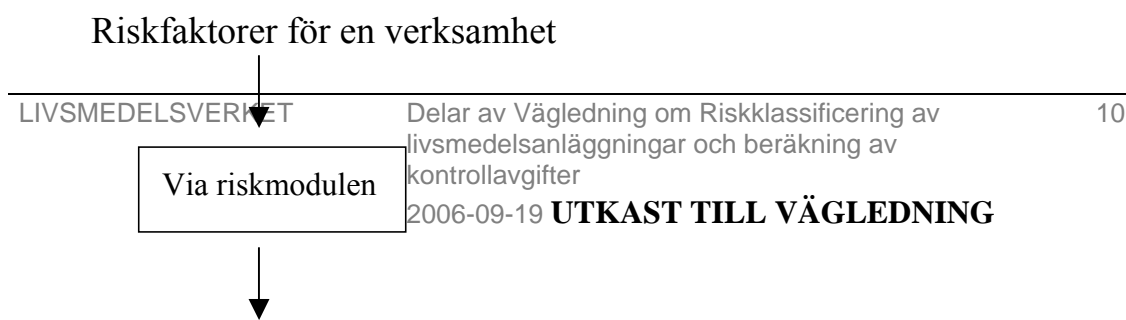 Riskfaktorer för en verksamhet
LIVSMEDELSVERKET Delar av Vägledning om Riskklassificering av 10
livsmedelsanläggningar och beräkning av
kontrollavgifter
2006-09-19 UTKAST TILL VÄGLEDNING
Via riskmodulen